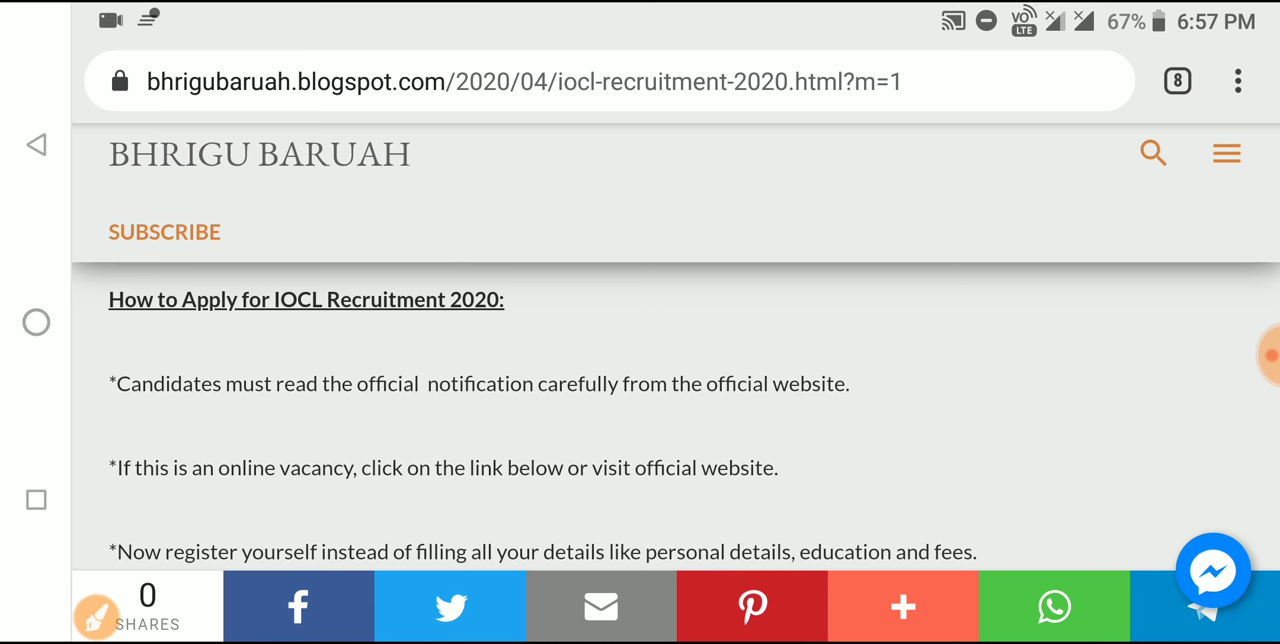 VO LTE 67% 6:57 PM
bhrigubaruah.blogspot.com/2020/04/iocl-recruitment-2020.html?m=1 8
BHRIGU BARUAH
SUBSCRIBE
How to Apply for IOCL Recruitment 2020:
*Candidates must read the official notification carefully from the official website.
*If this is an online vacancy, click on the link below or visit official website.
*Now register yourself instead of filling all your details like personal details, education and fees.
0
SHARES